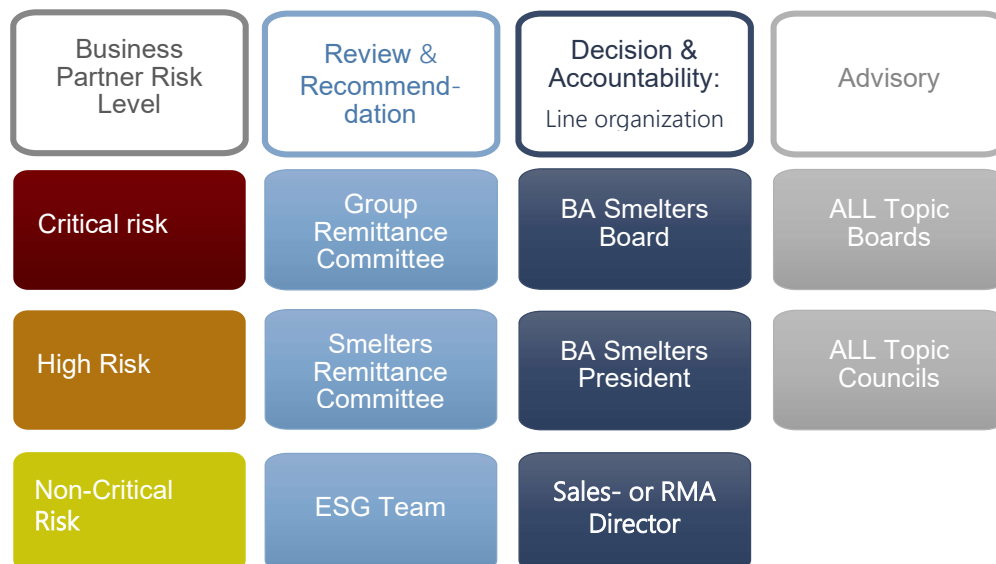 Business
Partner Risk
Level
Review &
Recommend-
dation
Decision &
Accountability:
Line organization
Advisory
Critical risk
Group
Remittance
Committee
BA Smelters
Board
ALL Topic
Boards
High Risk
Smelters
Remittance
Committee
BA Smelters
President
ALL Topic
Councils
Non-Critical
Risk
ESG Team
Sales- or RMA
Director